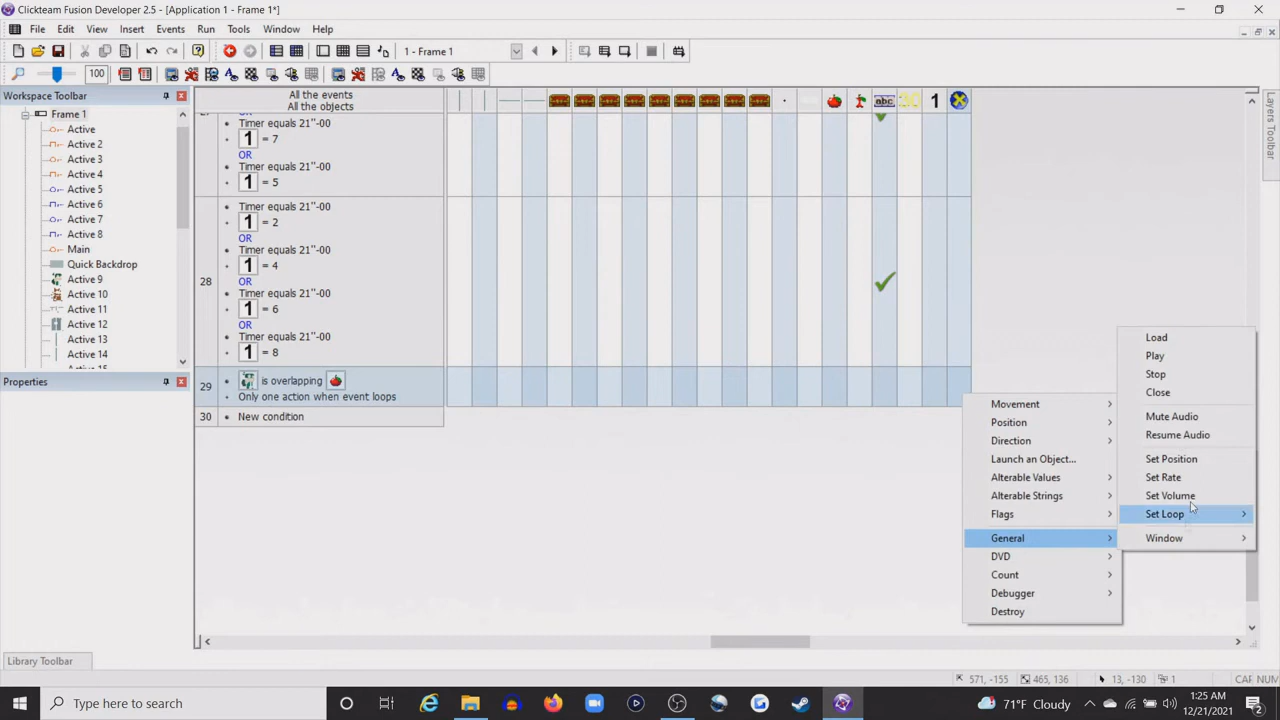 Clickteam Fusion Developer 2.5 - [Application 1 - Frame 1*]
File Edit View Insert Events Run Tools Window Help
100 1 - Frame 1
Workspace Toolbar
Frame 1
Active
Active 2
Active 3
Active 4
Active 5
Active 6
Active 7
Active 8
Main
Quick Backdrop
Active 9
Active 10
Active 11
Active 12
Active 13
Active 14
Properties
Library Toolbar
All the events
All the objects
abc 1
Timer equals 21''-00
1 = 7
OR
Timer equals 21''-00
1 = 5
28
Timer equals 21''-00
1 = 2
OR
Timer equals 21''-00
1 = 4
OR
Timer equals 21''-00
1 = 6
OR
Timer equals 21''-00
1 = 8
29
is overlapping
Only one action when event loops
30 New condition
Movement
Position
Direction
Launch an Object...
Alterable Values
Alterable Strings
Flags
General
DVD
Count
Debugger
Destroy
Load
Play
Stop
Close
Mute Audio
Resume Audio
Set Position
Set Rate
Set Volume
Set Loop
Window
Layers Toolbar
571, -155 465, 136 13, -130 1 CAP NUM
Type here to search
71°F Cloudy
1:25 AM
12/21/2021
2